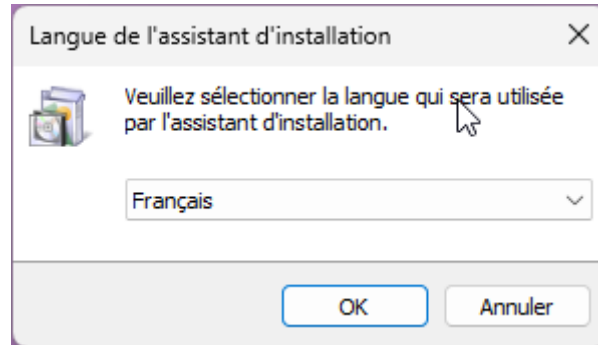 Langue de l'assistant d'installation
Veuillez sélectionner la langue qui sera utilisée
par l'assistant d'installation.
Français
OK Annuler